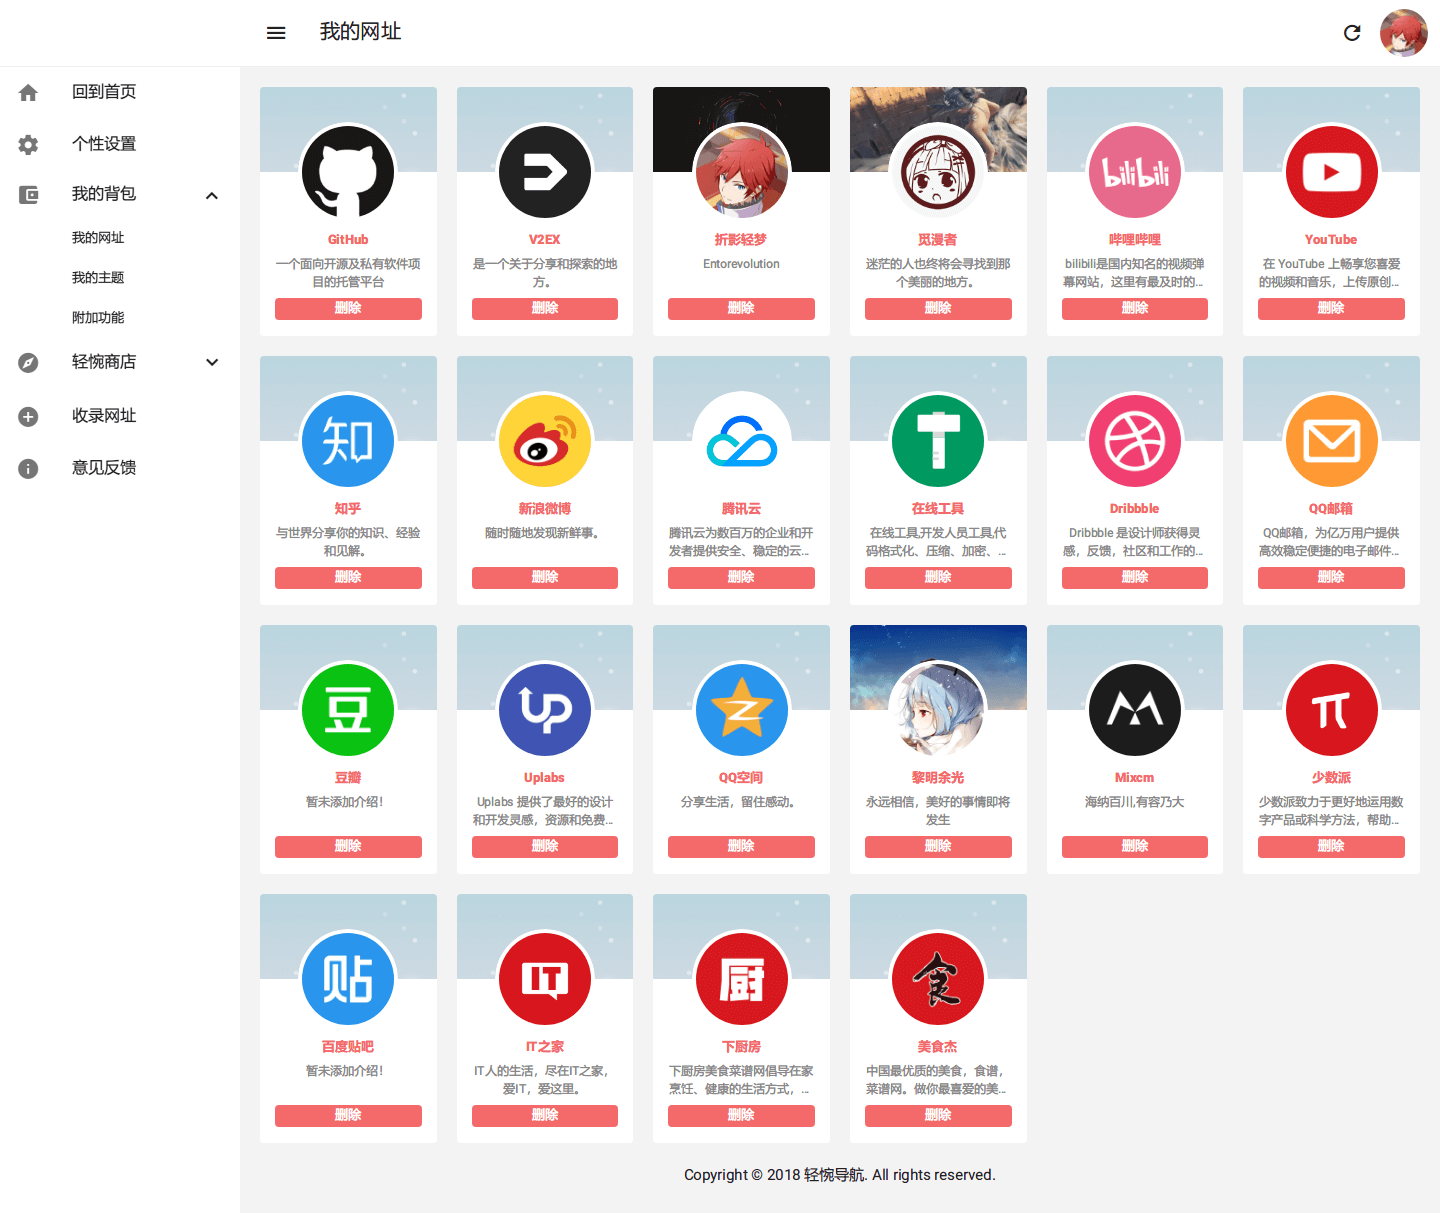 我的网址
回到首页
个性设置
我的背包
我的网址
我的主题
附加功能
轻惋商店
收录网址
意见反馈
GitHub
一个面向开源及私有软件项
目的托管平台
删除
V2EX
是一个关于分享和探索的地
方。
删除
折影轻梦
Entorevolution
删除
觅漫者
迷茫的人也终将会寻找到那
个美丽的地方。
删除
bilibili
哔哩哔哩
bilibili是国内知名的视频弹
幕网站，这里有最及时的...
删除
YouTube
在 YouTube 上畅享您喜爱
的视频和音乐，上传原创...
删除
知
知乎
与世界分享你的知识、经验
和见解。
删除
新浪微博
随时随地发现新鲜事。
删除
腾讯云
腾讯云为数百万的企业和开
发者提供安全、稳定的云...
删除
在线工具
在线工具,开发人员工具,代
码格式化、压缩、加密、...
删除
Dribbble
Dribbble 是设计师获得灵
感，反馈，社区和工作的...
删除
QQ邮箱
QQ邮箱，为亿万用户提供
高效稳定便捷的电子邮件...
删除
豆
豆瓣
暂未添加介绍！
删除
UP
Uplabs
Uplabs 提供了最好的设计
和开发灵感，资源和免费...
删除
QQ空间
分享生活，留住感动。
删除
黎明余光
永远相信，美好的事情即将
发生
删除
Mixcm
海纳百川,有容乃大
删除
π
少数派
少数派致力于更好地运用数
字产品或科学方法，帮助...
删除
贴
百度贴吧
暂未添加介绍！
删除
IT
IT之家
IT人的生活，尽在IT之家，
爱IT，爱这里。
删除
厨
下厨房
下厨房美食菜谱网倡导在家
烹饪、健康的生活方式，...
删除
食
美食杰
中国最优质的美食，食谱，
菜谱网。做你最喜爱的美...
删除
Copyright © 2018 轻惋导航. All rights reserved.